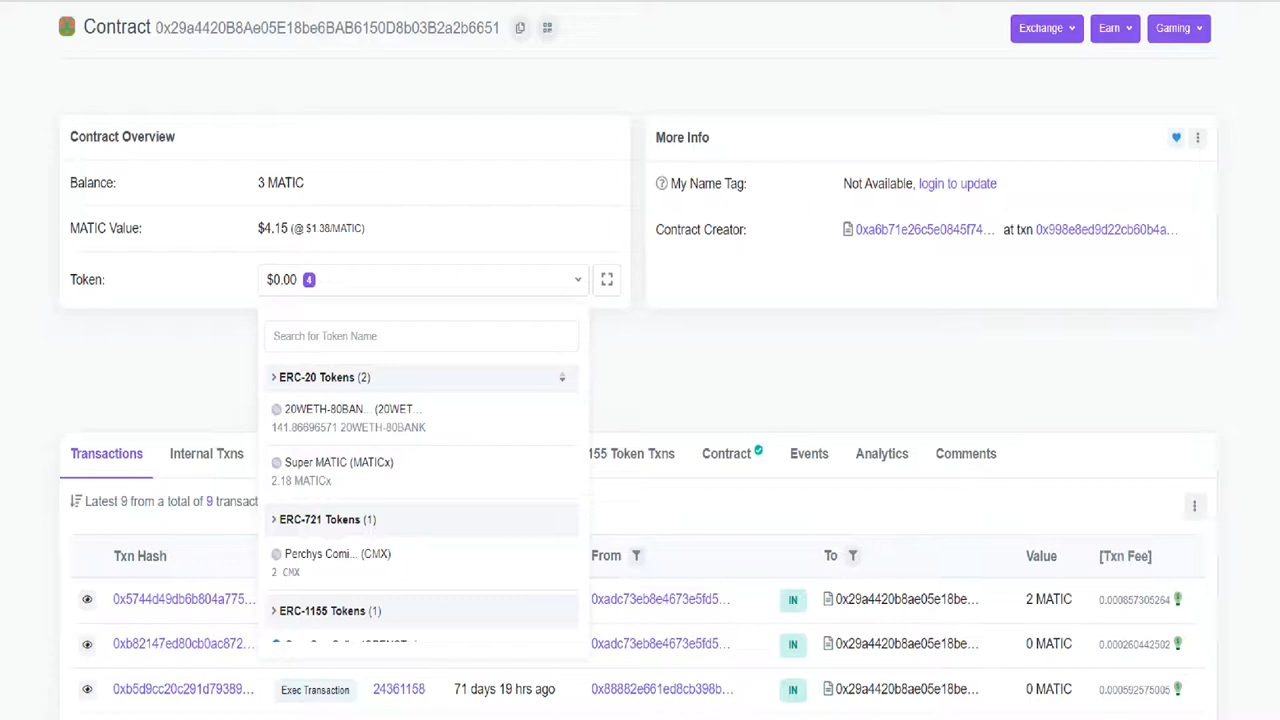 Contract 0x29a4420B8Ae05E18be6BAB6150D8b03B2a2b6651
Exchange Earn Gaming
Contract Overview
Balance: 3 MATIC
MATIC Value: $4.15 (@ $1.38/MATIC)
Token: $0.00 4
More Info
My Name Tag: Not Available, login to update
Contract Creator: 0xa6b71e26c5e0845f74... at txn 0x998e8ed9d22cb60b4a...
Search for Token Name
ERC-20 Tokens (2)
20WETH-80BAN... (20WET...
141.86696571 20WETH-80BANK
Super MATIC (MATICx)
2.18 MATICx
ERC-721 Tokens (1)
Perchys Comi... (CMX)
2 CMX
ERC-1155 Tokens (1)
Transactions Internal Txns 155 Token Txns Contract Events Analytics Comments
Latest 9 from a total of 9 transact
Txn Hash From To Value [Txn Fee]
0x5744d49db6b804a775... 0xadc73eb8e4673e5fd5... IN 0x29a4420b8ae05e18be... 2 MATIC 0.000857305264
0xb82147ed80cb0ac872... 0xadc73eb8e4673e5fd5... IN 0x29a4420b8ae05e18be... 0 MATIC 0.000260442502
0xb5d9cc20c291d79389... Exec Transaction 24361158 71 days 19 hrs ago 0x88882e661ed8cb398b... IN 0x29a4420b8ae05e18be... 0 MATIC 0.000592575005